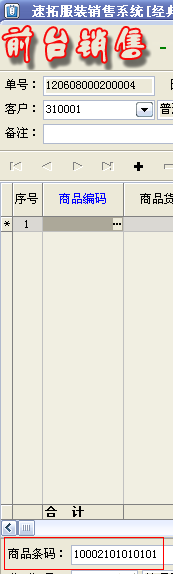 速拓服装销售系统[经典
前台销售 -
单号： 120608000200004
客户： 310001 普通
备注：
序号 商品编码 商品货
* 1 ...
合 计
商品条码： 10002101010101